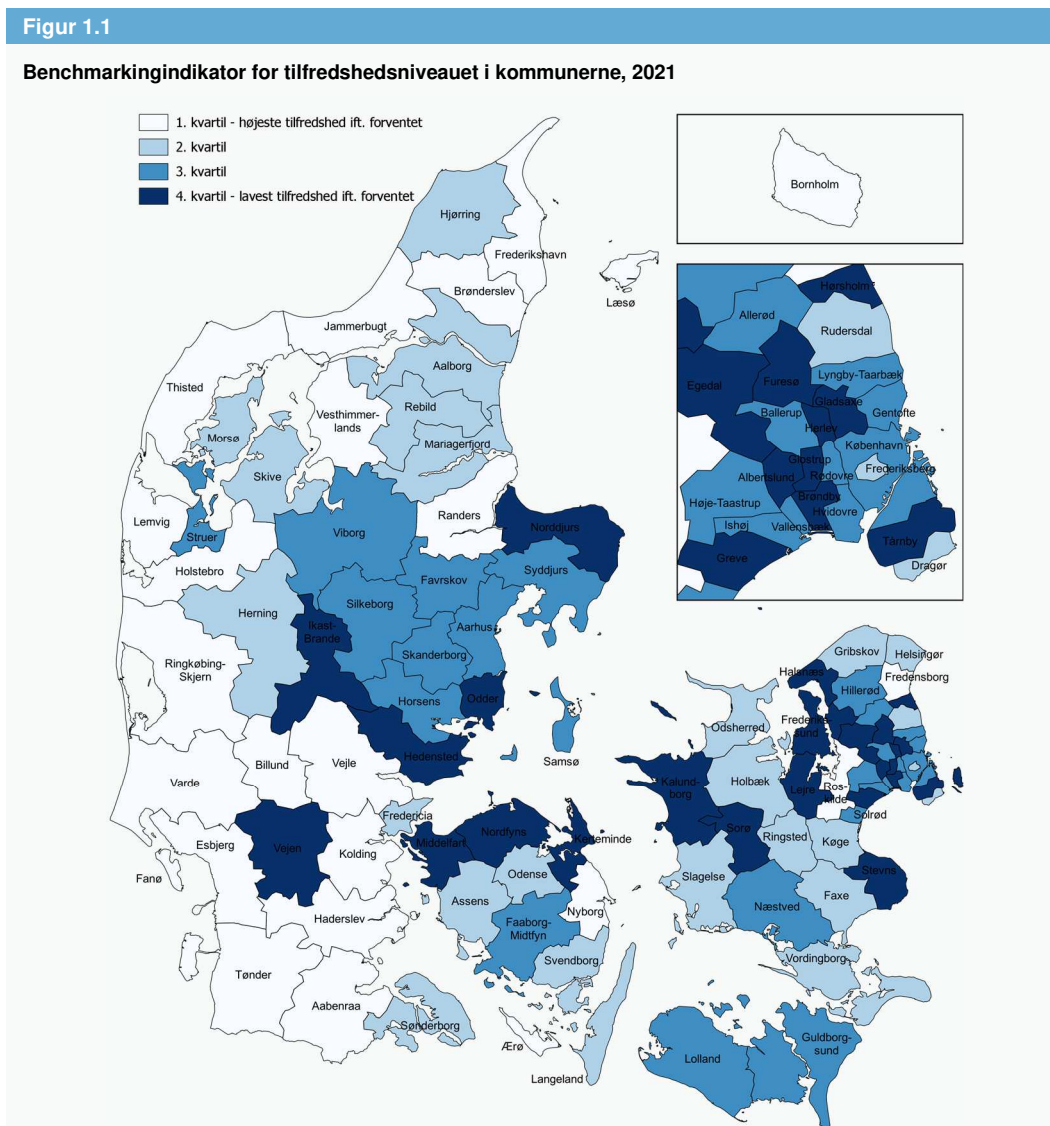 Figur 1.1
Benchmarkingindikator for tilfredshedsniveauet i kommunerne, 2021
1. kvartil - højeste tilfredshed ift. forventet
2. kvartil
3. kvartil
4. kvartil - lavest tilfredshed ift. forventet
Bornholm
Hjørring
Frederikshavn
Læsø
Brønderslev
Jammerbugt
Aalborg
Thisted
Vesthimmer-
lands
Rebild
Morsø
Mariagerfjord
Skive
Lemvig
Struer
Viborg
Randers
Norddjurs
Holstebro
Favrskov
Syddjurs
Herning
Silkeborg
Ikast-
Brande
Aarhus
Skanderborg
Ringkøbing-
Skjern
Horsens
Odder
Hedensted
Samsø
Billund
Vejle
Varde
Fredericia
Middelfart
Nordfyns
Kerteminde
Esbjerg
Vejen
Kolding
Odense
Fanø
Assens
Nyborg
Haderslev
Faaborg-
Midtfyn
Svendborg
Tønder
Aabenraa
Sønderborg
Ærø
Langeland
Hørsholm
Allerød
Rudersdal
Egedal
Furesø
Lyngby-Taarbæk
Gladsaxe
Ballerup
Gentofte
Herlev
København
Glostrup
Frederiksberg
Albertslund
Rødovre
Høje-Taastrup
Brøndby
Hvidovre
Ishøj
Vallensbæk
Greve
Tårnby
Dragør
Gribskov
Helsingør
Halsnæs
Fredensborg
Hillerød
Odsherred
Frederiks-
sund
Kalund-
borg
Holbæk
Lejre
Ros-
kilde
Solrød
Sorø
Ringsted
Køge
Slagelse
Stevns
Næstved
Faxe
Vordingborg
Lolland
Guldborg-
sund